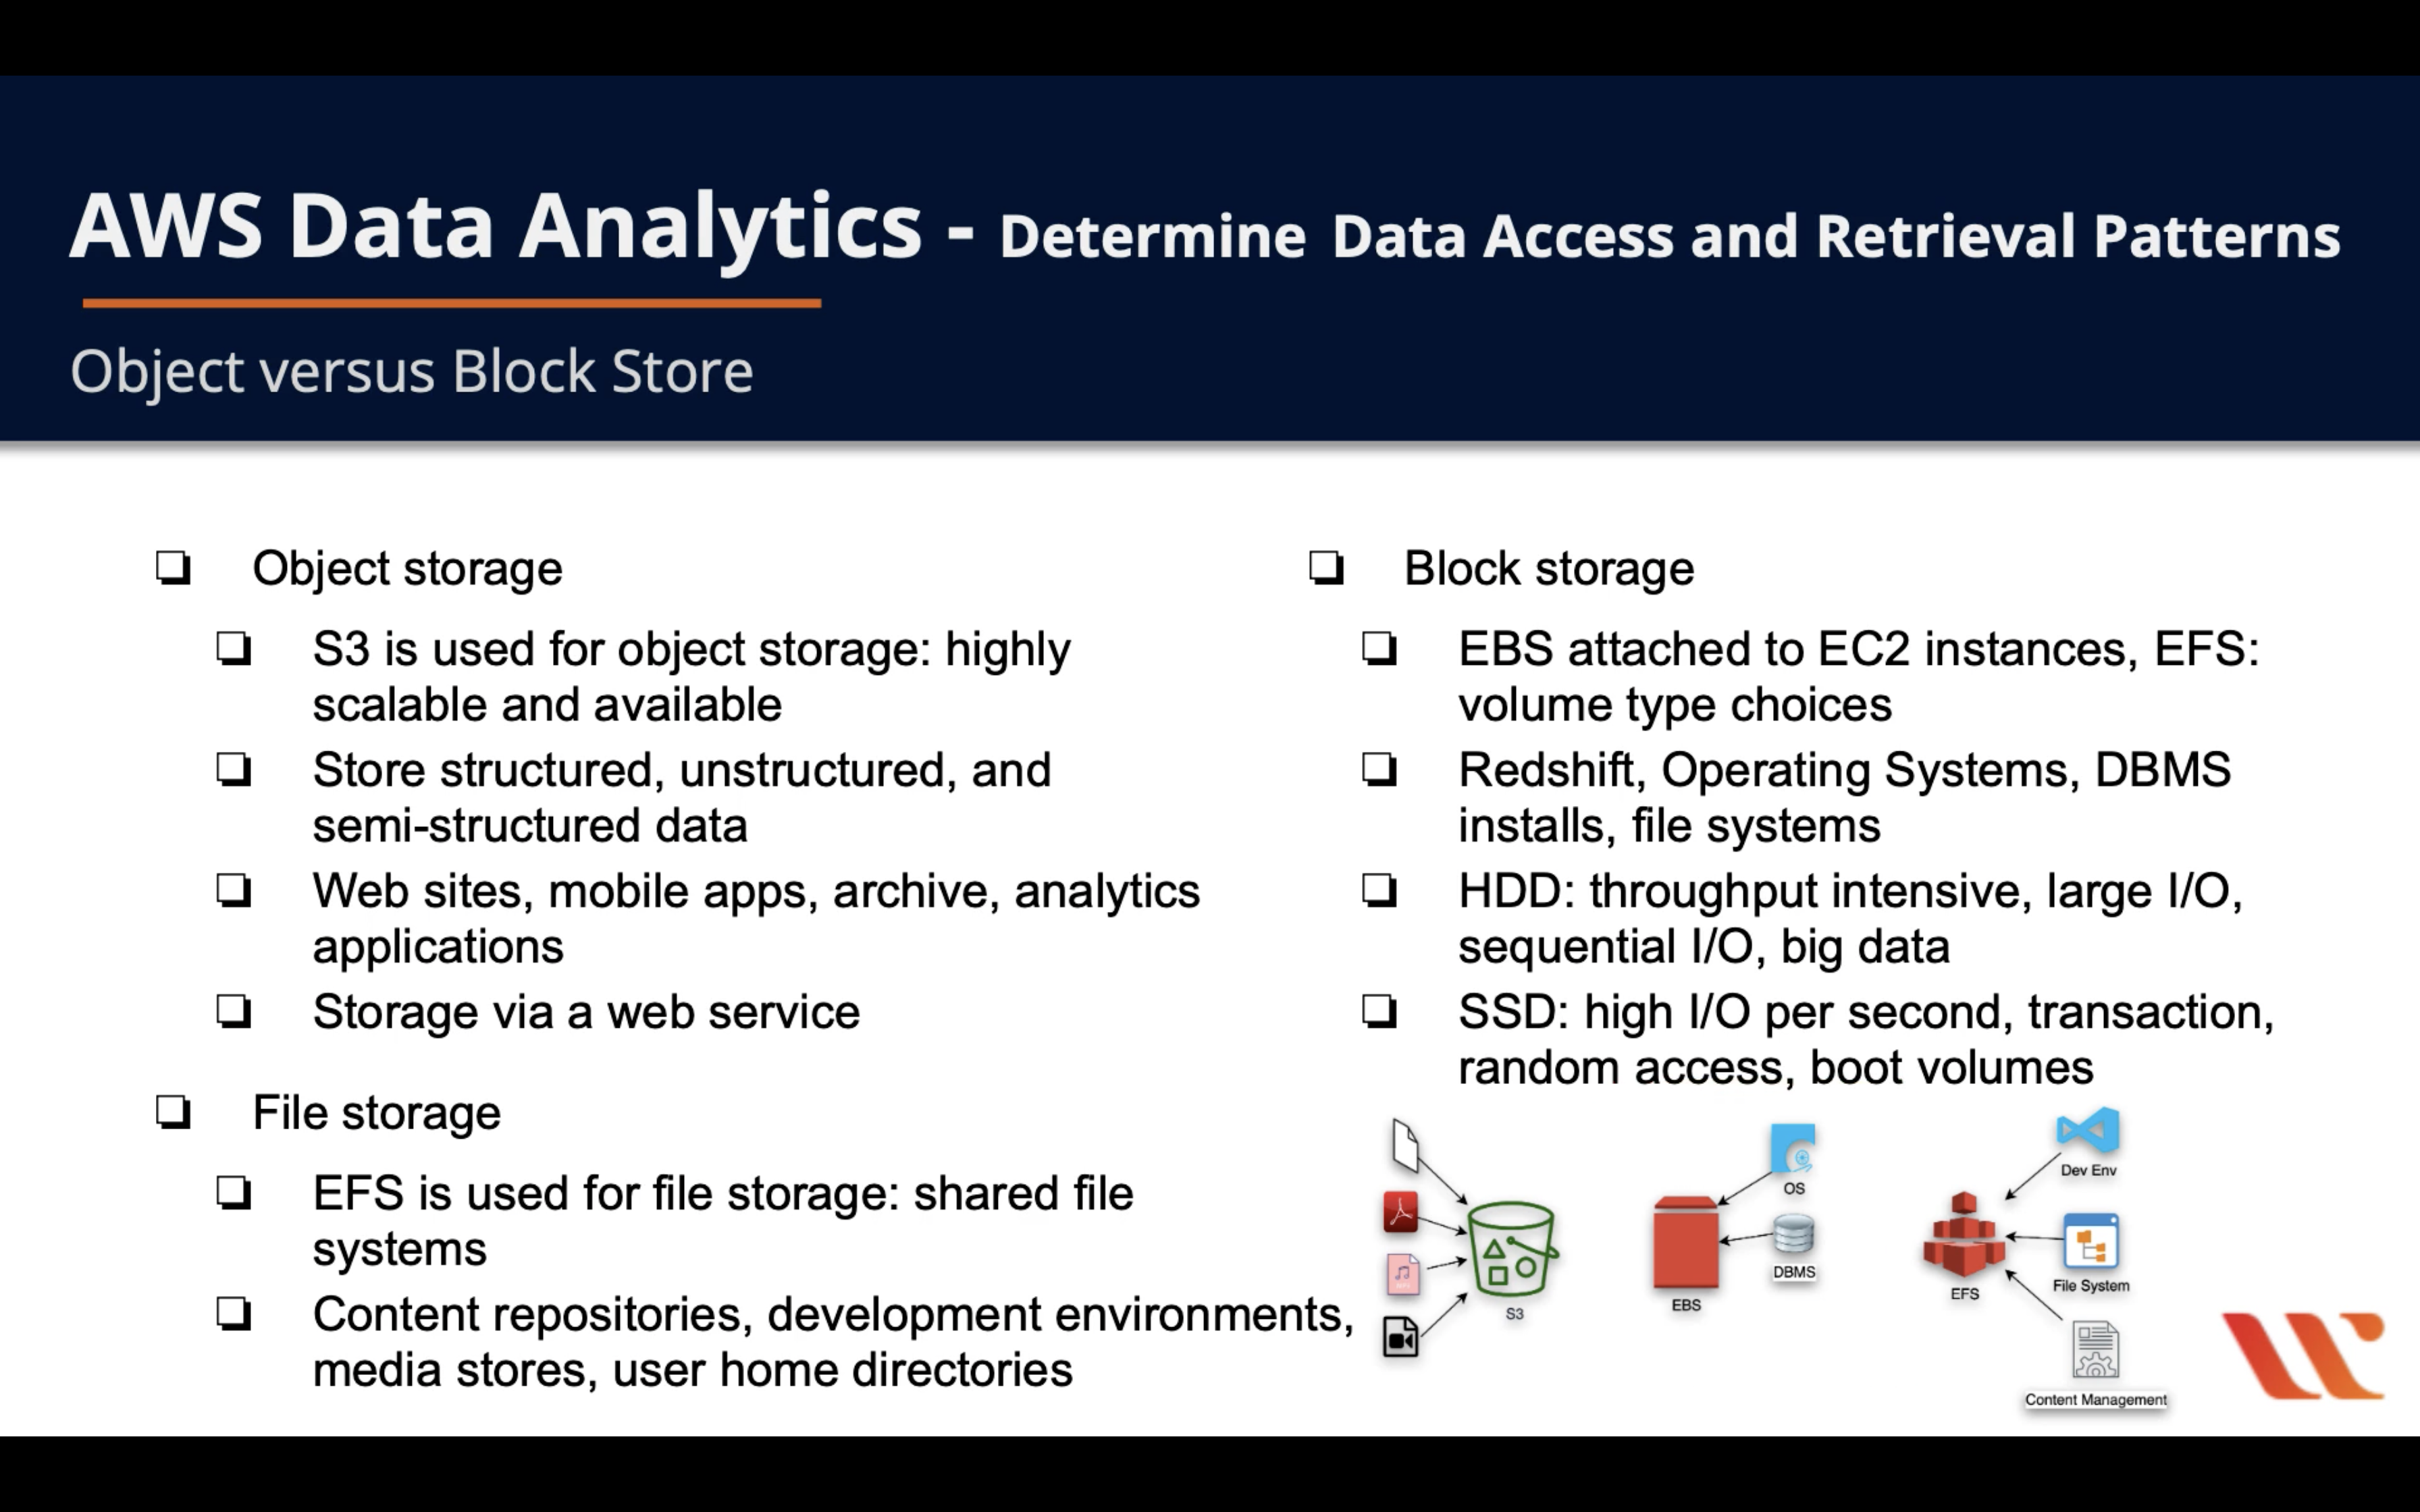 AWS Data Analytics - Determine Data Access and Retrieval Patterns
Object versus Block Store
Object storage
S3 is used for object storage: highly
scalable and available
Store structured, unstructured, and
semi-structured data
Web sites, mobile apps, archive, analytics
applications
Storage via a web service
File storage
EFS is used for file storage: shared file
systems
Content repositories, development environments,
media stores, user home directories
Block storage
EBS attached to EC2 instances, EFS:
volume type choices
Redshift, Operating Systems, DBMS
installs, file systems
HDD: throughput intensive, large I/O,
sequential I/O, big data
SSD: high I/O per second, transaction,
random access, boot volumes
S3
OS
DBMS
EBS
Dev Env
File System
EFS
Content Management